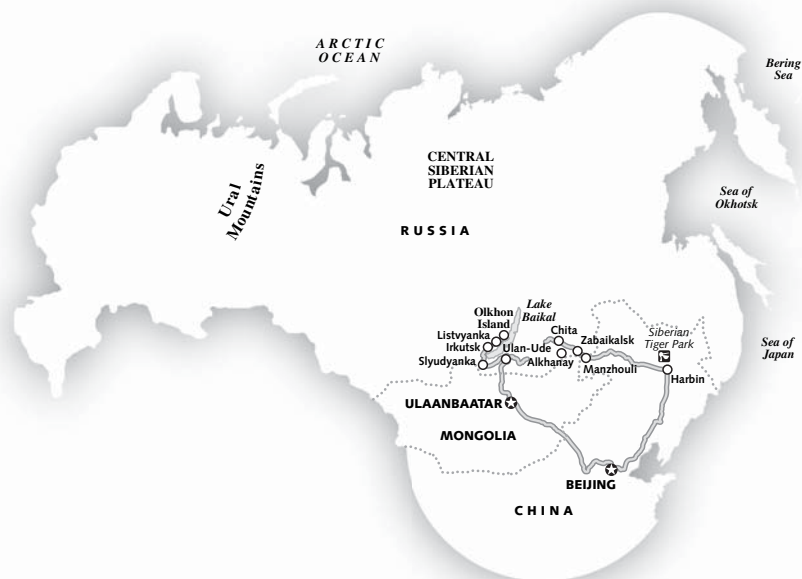 ARCTIC
OCEAN
Bering
Sea
Ural
Mountains
CENTRAL
SIBERIAN
PLATEAU
Sea of
Okhotsk
RUSSIA
Lake
Baikal
Olkhon
Island
Listvyanka
Irkutsk
Slyudyanka
Ulan-Ude
Chita
Zabaikalsk
Alkhanay
Manzhouli
Siberian
Tiger Park
Harbin
Sea of
Japan
ULAANBAATAR
MONGOLIA
BEIJING
CHINA